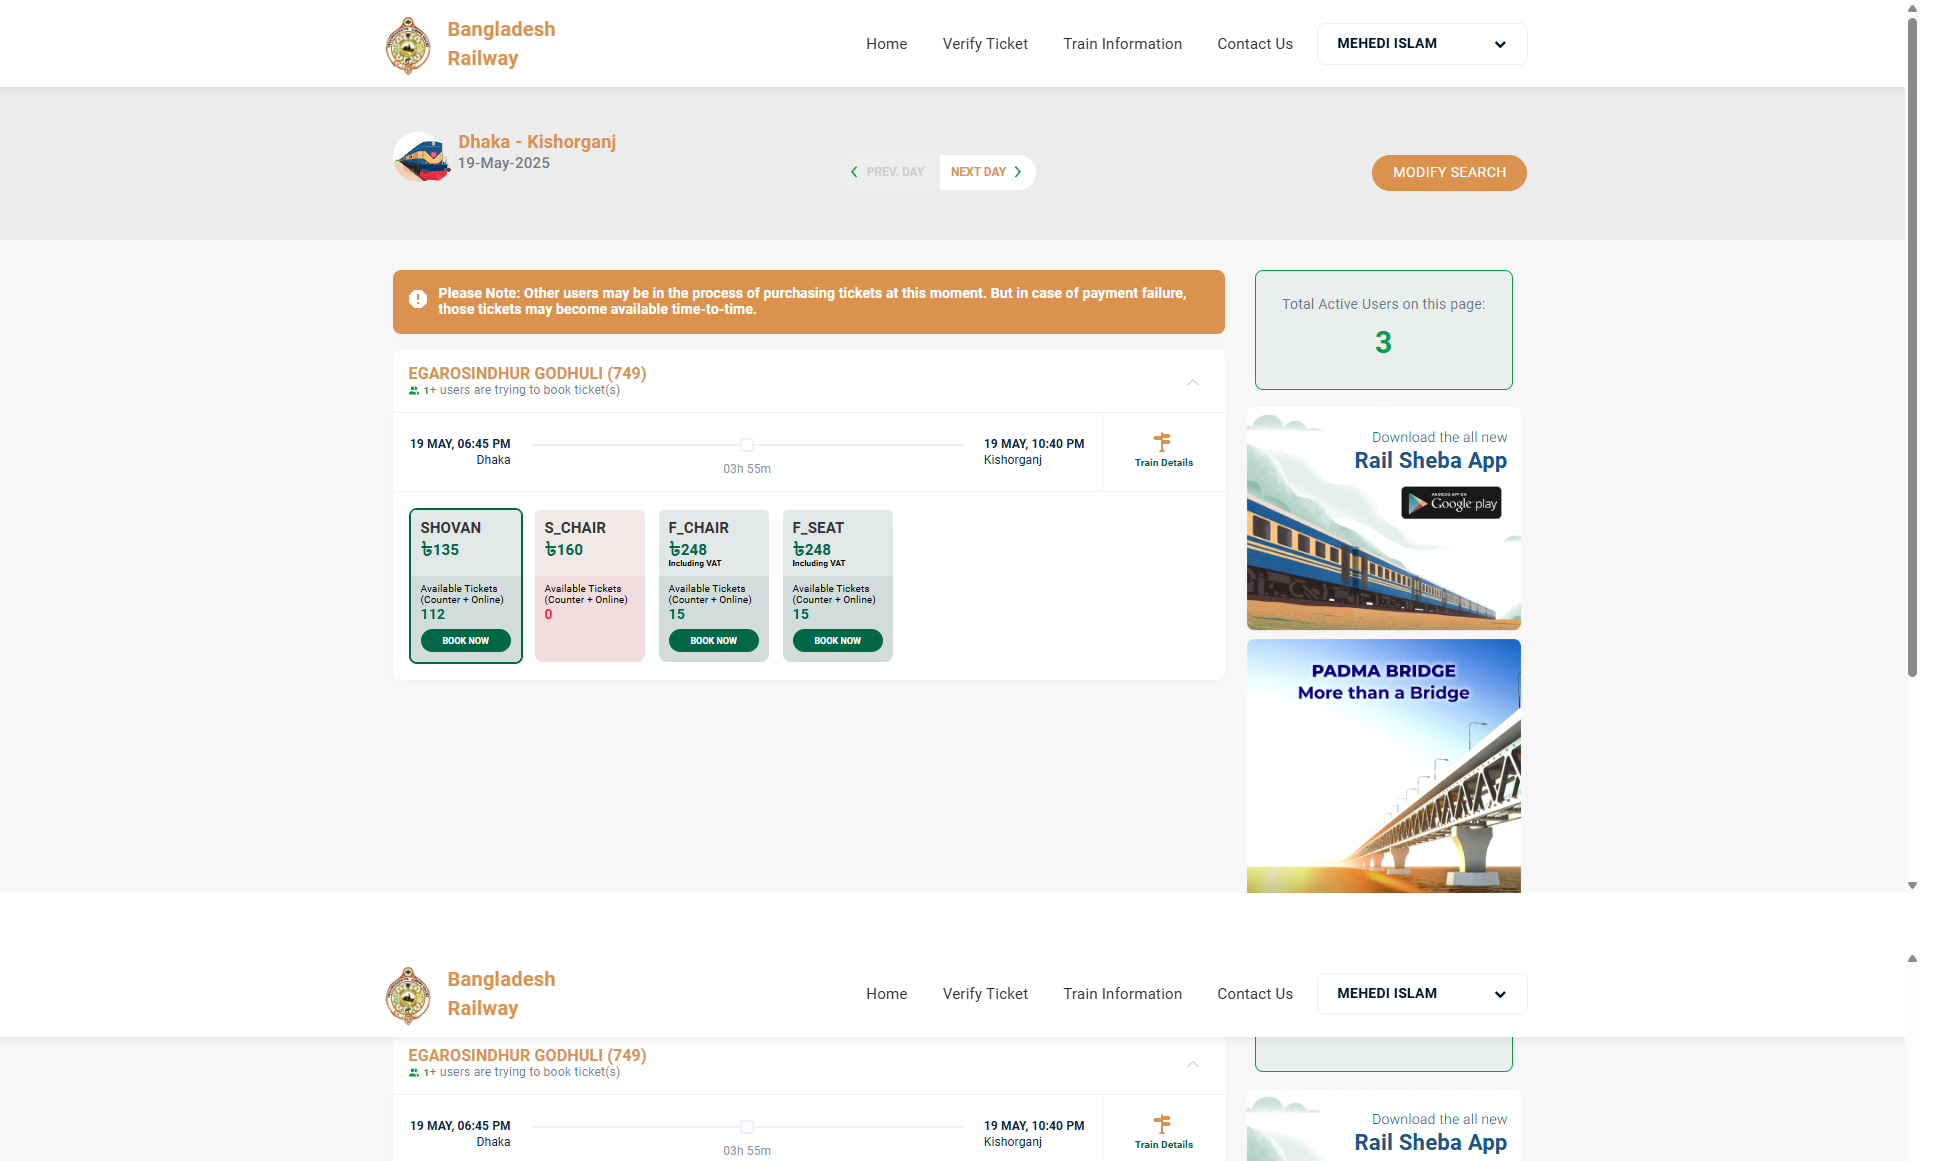 Bangladesh
Railway
Home
Verify Ticket
Train Information
Contact Us
MEHEDI ISLAM
Dhaka - Kishorganj
19-May-2025
PREV. DAY
NEXT DAY
MODIFY SEARCH
Please Note: Other users may be in the process of purchasing tickets at this moment. But in case of payment failure,
those tickets may become available time-to-time.
Total Active Users on this page:
3
EGAROSINDHUR GODHULI (749)
1+ users are trying to book ticket(s)
19 MAY, 06:45 PM
Dhaka
03h 55m
19 MAY, 10:40 PM
Kishorganj
Train Details
SHOVAN
৳135
Available Tickets
(Counter + Online)
112
BOOK NOW
S_CHAIR
৳160
Available Tickets
(Counter + Online)
0
F_CHAIR
৳248
Including VAT
Available Tickets
(Counter + Online)
15
BOOK NOW
F_SEAT
৳248
Including VAT
Available Tickets
(Counter + Online)
15
BOOK NOW
Download the all new
Rail Sheba App
ANDROID APP ON
Google play
PADMA BRIDGE
More than a Bridge
Bangladesh
Railway
Home
Verify Ticket
Train Information
Contact Us
MEHEDI ISLAM
EGAROSINDHUR GODHULI (749)
1+ users are trying to book ticket(s)
19 MAY, 06:45 PM
Dhaka
03h 55m
19 MAY, 10:40 PM
Kishorganj
Train Details
Download the all new
Rail Sheba App